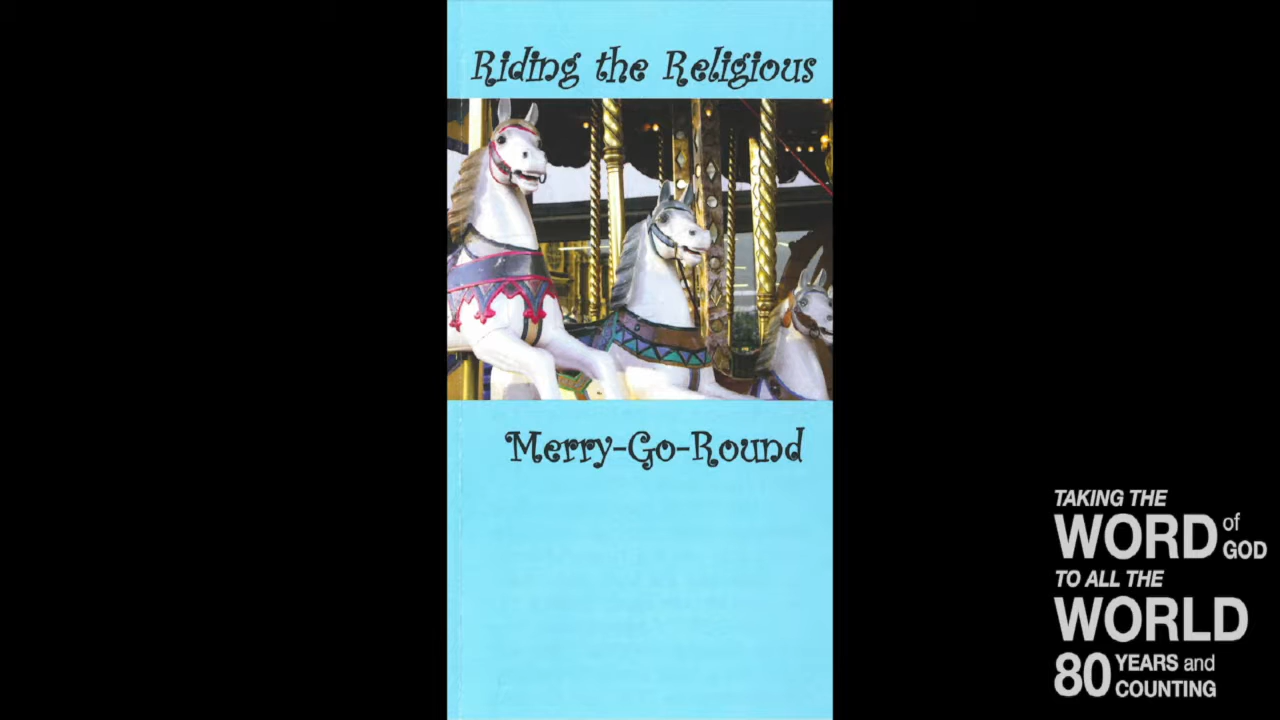 Riding the Religious
Merry-Go-Round
TAKING THE
WORD of GOD
TO ALL THE
WORLD
80 YEARS and
COUNTING